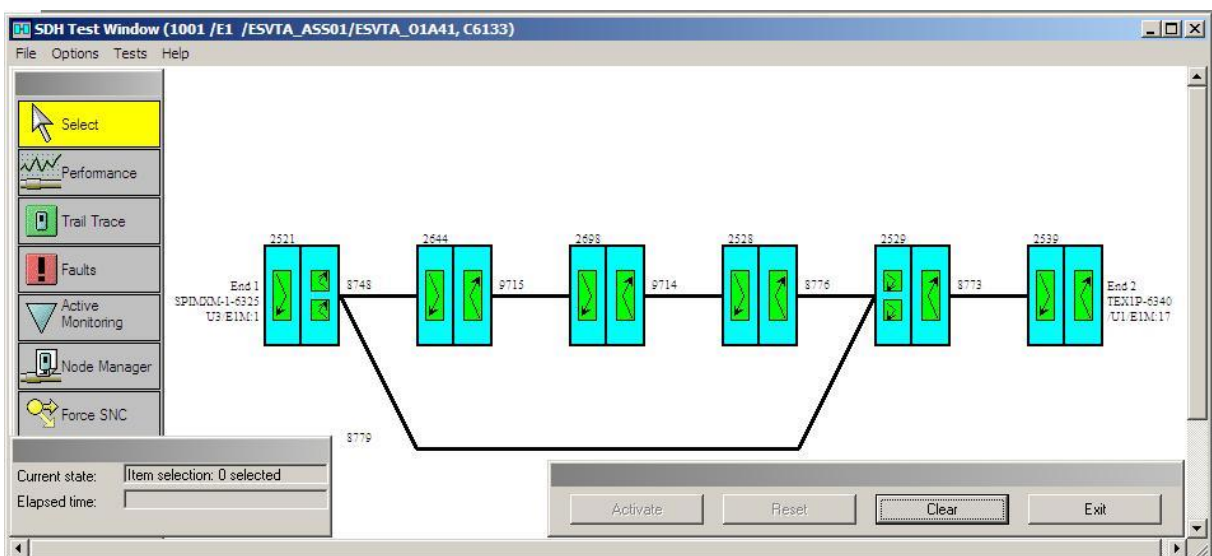 SDH Test Window (1001 /E1 /ESVTA_ASS01/ESVTA_01A41, C6133)
File Options Tests Help
Select
Performance
Trail Trace
Faults
Active
Monitoring
Node Manager
Force SNC
2521 2644 2698 2528 2529 2539
End 1
SPIMXM-1-6325
U3/E1M:1
8748 9715 9714 8776 8773
End 2
TEX1P-6340
/U1/E1M:17
8779
Current state: Item selection: 0 selected
Elapsed time:
Activate Reset Clear Exit